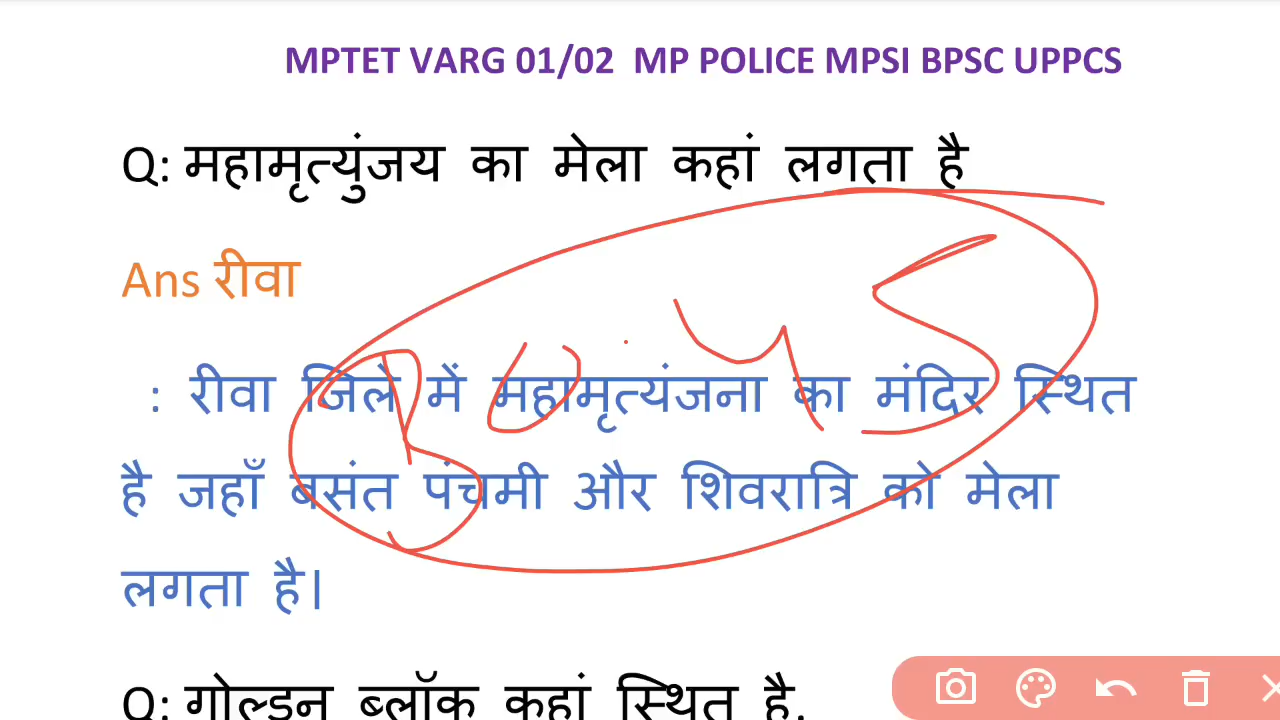 MPTET VARG 01/02 MP POLICE MPSI BPSC UPPCS
Q: महामृत्युंजय का मेला कहां लगता है
Ans रीवा
: रीवा जिले में महामृत्यंजना का मंदिर स्थित
है जहाँ बसंत पंचमी और शिवरात्रि को मेला
लगता है।
Q: गोल्डन ब्लॉक कहां स्थित है.